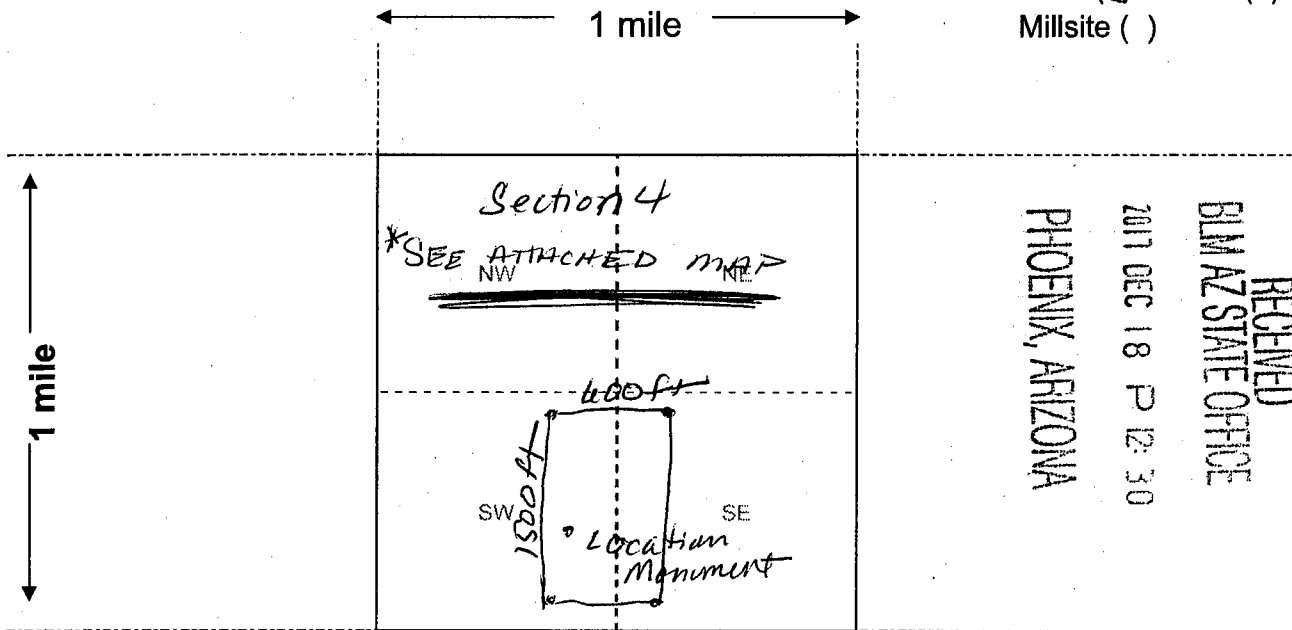 1 mile
Millsite ( )
Section 4
*SEE ATTACHED MAP
NW NE
1 mile
600ft
1500ft
SW SE
Location
Monument
RECEIVED
BLM AZ STATE OFFICE
2017 DEC 18 P 12:30
PHOENIX, ARIZONA